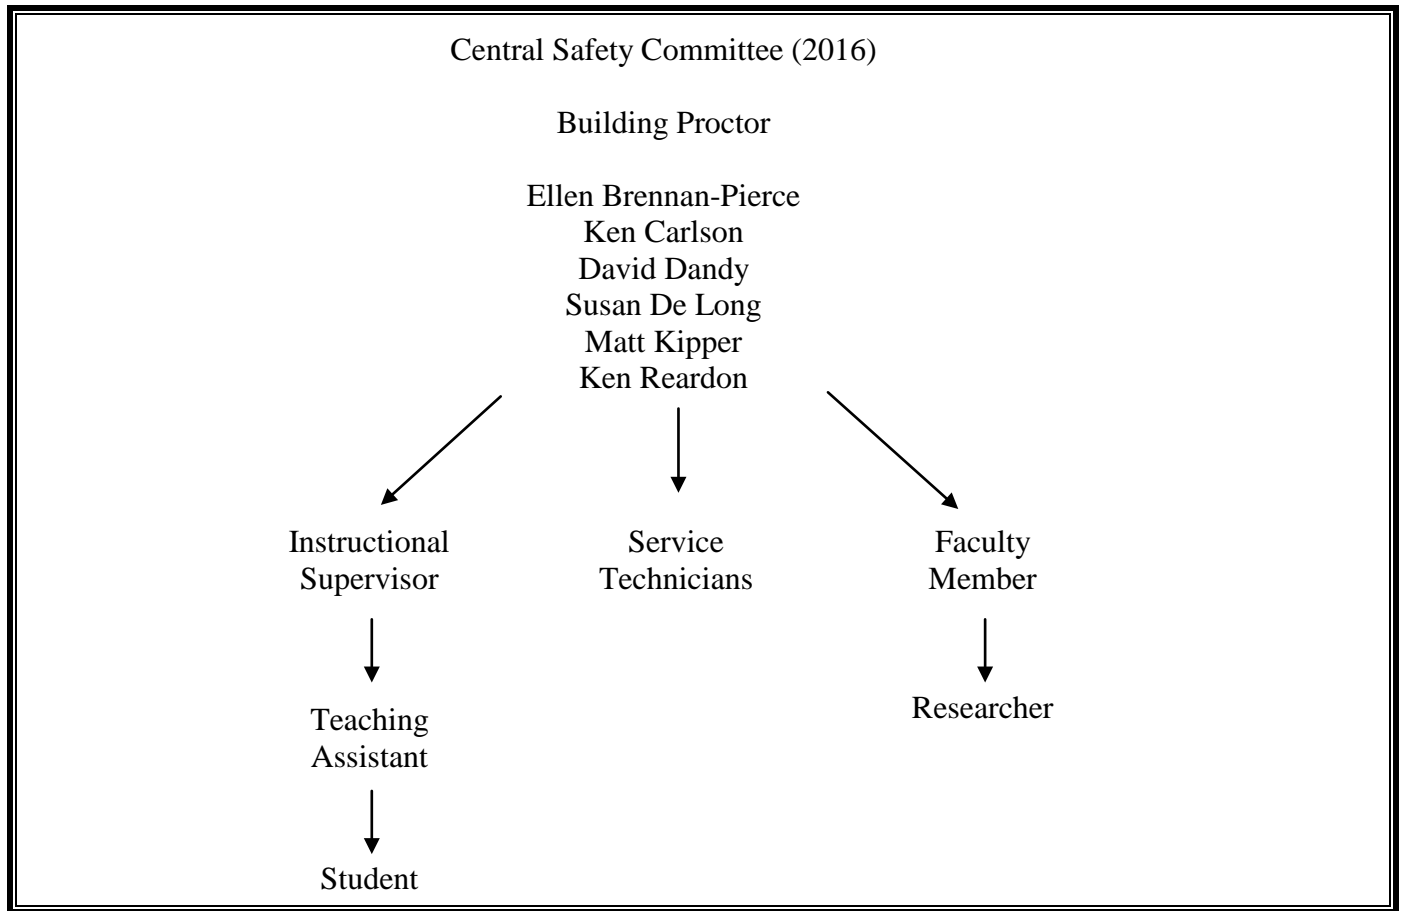 Central Safety Committee (2016)
Building Proctor
Ellen Brennan-Pierce
Ken Carlson
David Dandy
Susan De Long
Matt Kipper
Ken Reardon
Instructional
Supervisor
Service
Technicians
Faculty
Member
Teaching
Assistant
Researcher
Student